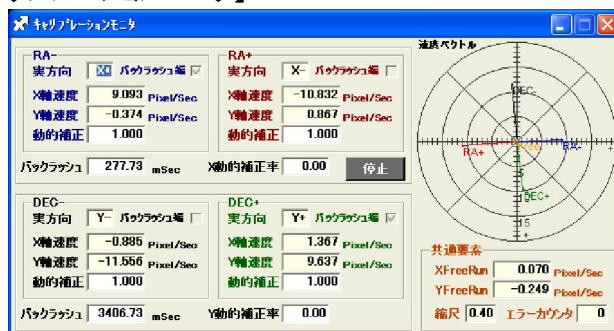 キャリブレーションモニタ
RA-
実方向 X+ バックラッシュ編
X軸速度 9.093 Pixel/Sec
Y軸速度 -0.374 Pixel/Sec
動的補正 1.000
RA+
実方向 X- バックラッシュ編
X軸速度 -10.832 Pixel/Sec
Y軸速度 0.867 Pixel/Sec
動的補正 1.000
バックラッシュ 277.73 mSec X動的補正率 0.00 停止
DEC-
実方向 Y- バックラッシュ編
X軸速度 -0.885 Pixel/Sec
Y軸速度 -11.556 Pixel/Sec
動的補正 1.000
DEC+
実方向 Y+ バックラッシュ編
X軸速度 1.367 Pixel/Sec
Y軸速度 9.637 Pixel/Sec
動的補正 1.000
バックラッシュ 3406.73 mSec Y動的補正率 0.00
速度ベクトル
DEC-
RA+
RA-
DEC+
15
共通要素
XFreeRun 0.070 Pixel/Sec
YFreeRun -0.249 Pixel/Sec
縮尺 0.40 エラーカウンタ 0